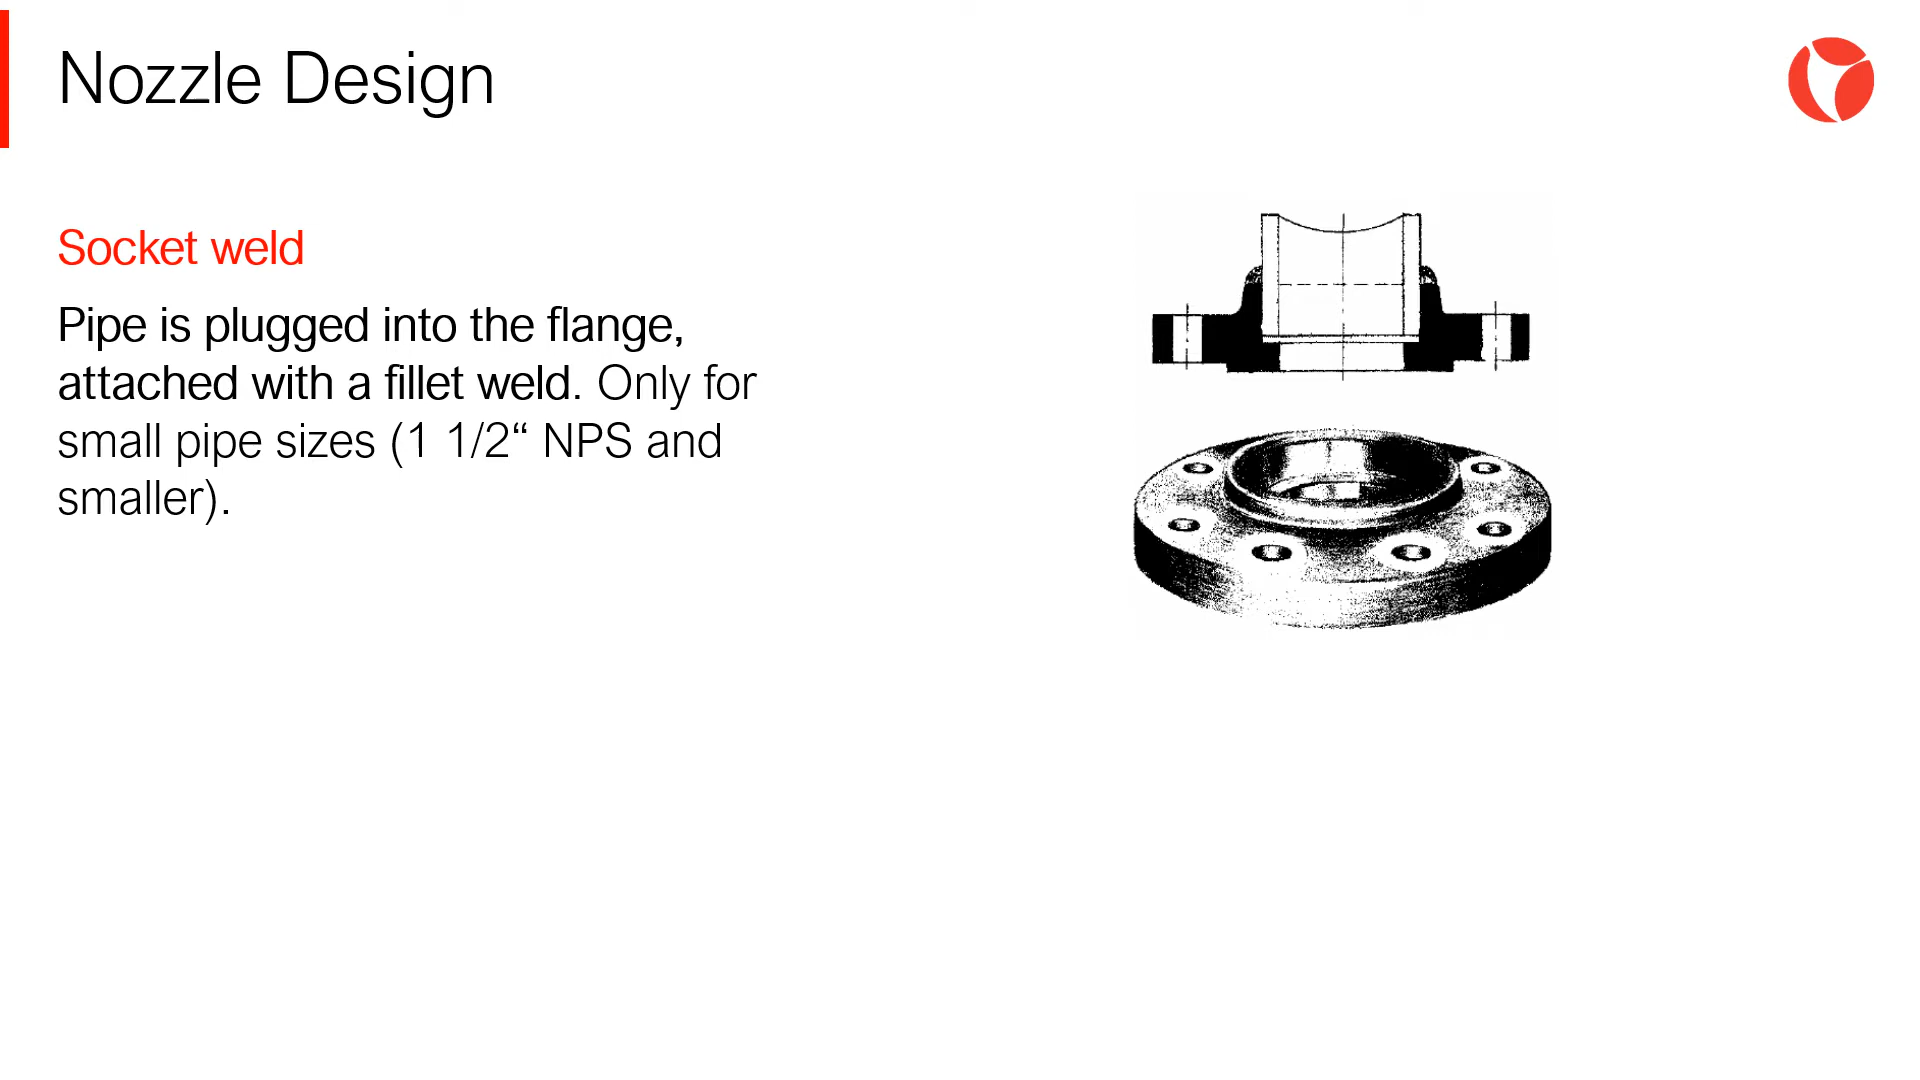 Nozzle Design
Socket weld
Pipe is plugged into the flange,
attached with a fillet weld. Only for
small pipe sizes (1 1/2“ NPS and
smaller).